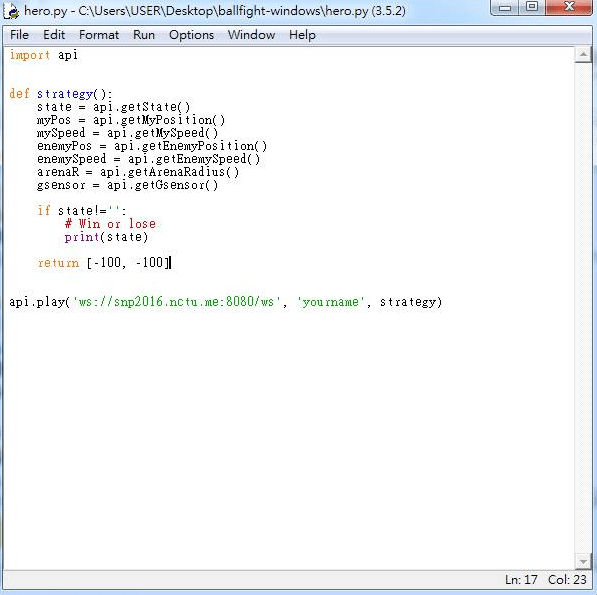 hero.py - C:\Users\USER\Desktop\ballfight-windows\hero.py (3.5.2)
File Edit Format Run Options Window Help
import api
def strategy():
    state = api.getState()
    myPos = api.getMyPosition()
    mySpeed = api.getMySpeed()
    enemyPos = api.getEnemyPosition()
    enemySpeed = api.getEnemySpeed()
    arenaR = api.getArenaRadius()
    gsensor = api.getGsensor()
    if state!='':
        # Win or lose
        print(state)
    return [-100, -100]
api.play('ws://snp2016.nctu.me:8080/ws', 'yourname', strategy)
Ln: 17 Col: 23